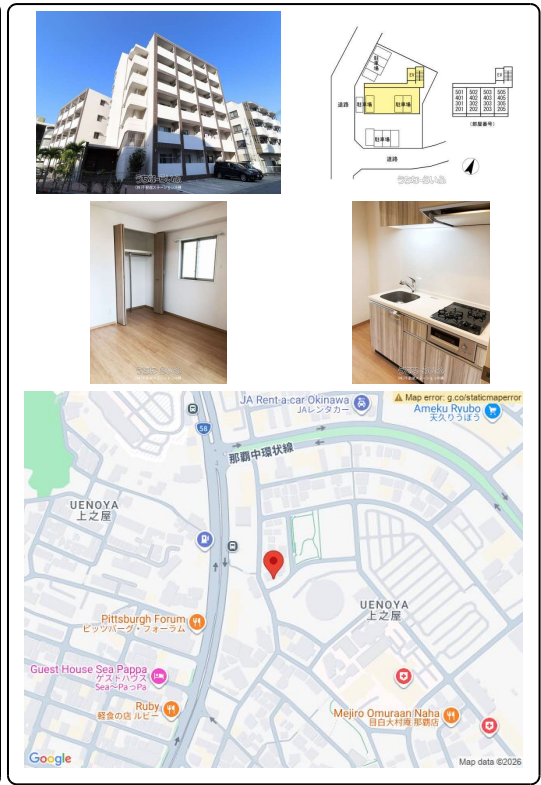 駐車場
EV
EV
道路
駐車場
駐車場
駐車場
道路
501 502 503 505
401 402 403 405
301 302 303 305
201 202 203 205
(部屋番号)
JA Rent-a-car Okinawa
JAレンタカー
Map error: g.co/staticmaperror
Ameku Ryubo
天久りうぼう
58
那覇中環状線
UENOYA
上之屋
UENOYA
上之屋
Pittsburgh Forum
ピッツバーグ・フォーラム
Guest House Sea Pappa
ゲストハウス
Sea〜PaっPa
Ruby
軽食の店 ルビー
Mejiro Omuraan Naha
目白大村庵 那覇店
Google
Map data ©2026